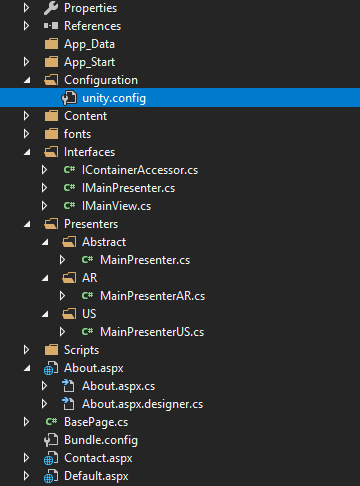 Properties
References
App_Data
App_Start
Configuration
unity.config
Content
fonts
Interfaces
C# IContainerAccessor.cs
C# IMainPresenter.cs
C# IMainView.cs
Presenters
Abstract
C# MainPresenter.cs
AR
C# MainPresenterAR.cs
US
C# MainPresenterUS.cs
Scripts
About.aspx
About.aspx.cs
About.aspx.designer.cs
C# BasePage.cs
Bundle.config
Contact.aspx
Default.aspx